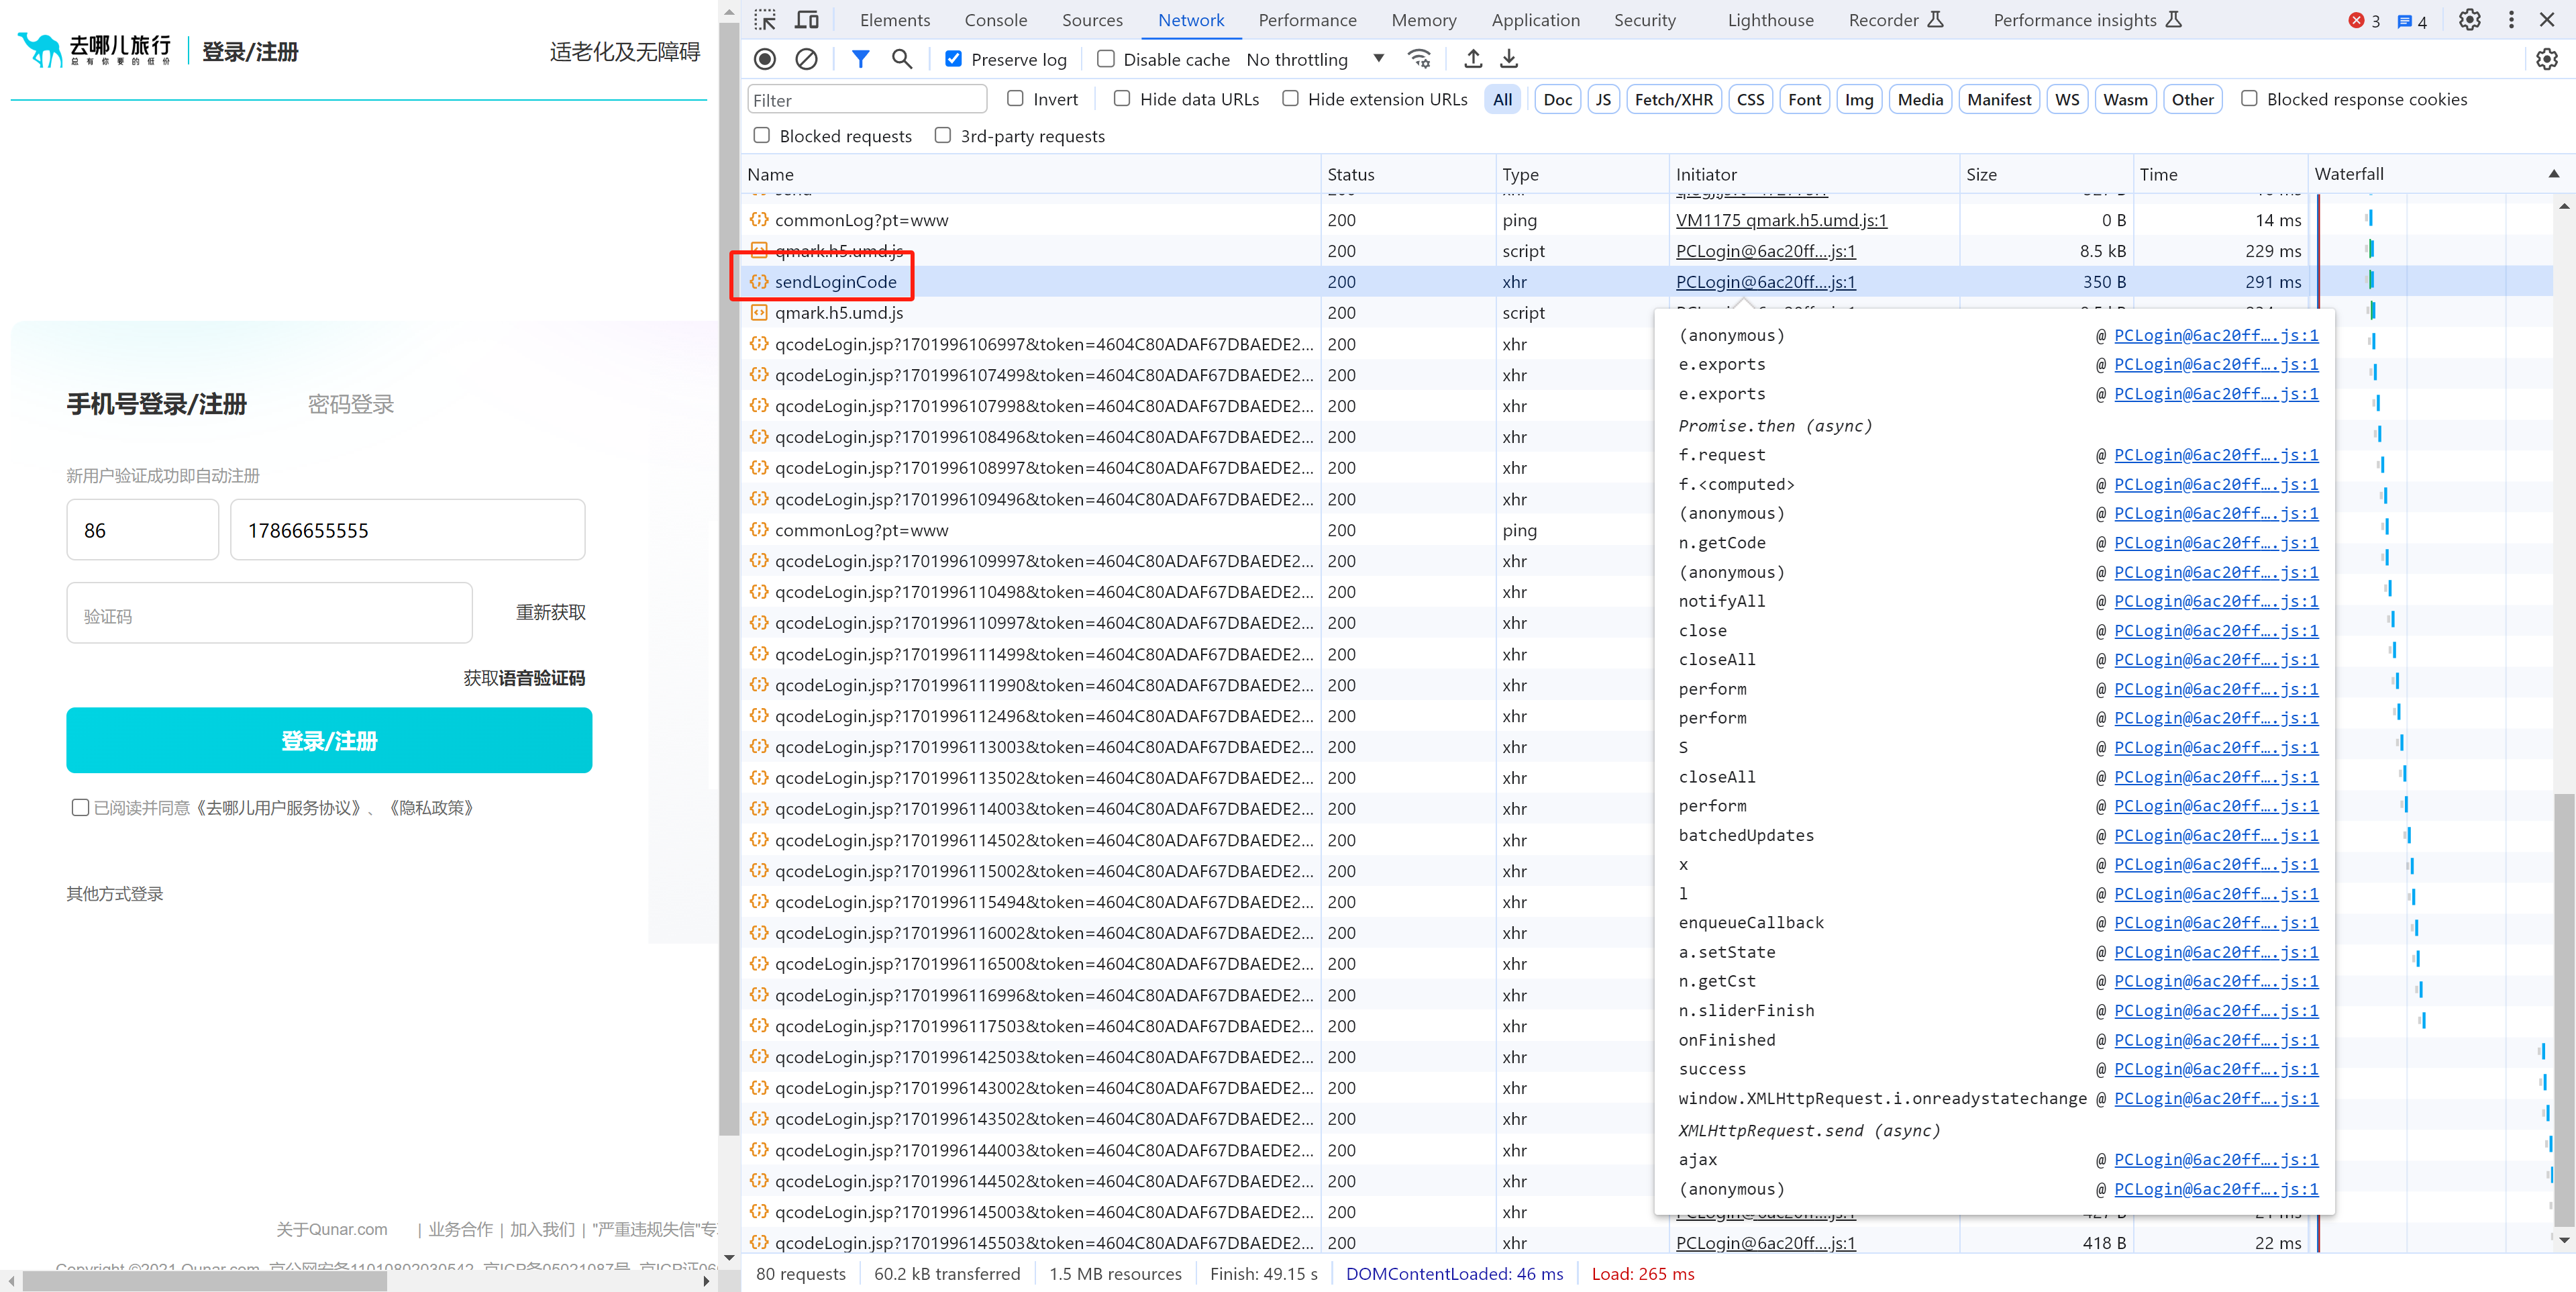 去哪儿旅行
总有你要的低价
登录/注册
适老化及无障碍
手机号登录/注册
密码登录
新用户验证成功即自动注册
86
17866655555
验证码
重新获取
获取语音验证码
登录/注册
已阅读并同意《去哪儿用户服务协议》、《隐私政策》
其他方式登录
关于Qunar.com | 业务合作 | 加入我们 | "严重违规失信"专
Elements Console Sources Network Performance Memory Application Security Lighthouse Recorder Performance insights 3 4
Preserve log Disable cache No throttling
Filter Invert Hide data URLs Hide extension URLs All Doc JS Fetch/XHR CSS Font Img Media Manifest WS Wasm Other Blocked response cookies
Blocked requests 3rd-party requests
Name Status Type Initiator Size Time Waterfall
commonLog?pt=www 200 ping VM1175 qmark.h5.umd.js:1 0 B 14 ms
qmark.h5.umd.js 200 script PCLogin@6ac20ff….js:1 8.5 kB 229 ms
sendLoginCode 200 xhr PCLogin@6ac20ff….js:1 350 B 291 ms
qmark.h5.umd.js 200 script
qcodeLogin.jsp?1701996106997&token=4604C80ADAF67DBAEDE2... 200 xhr
qcodeLogin.jsp?1701996107499&token=4604C80ADAF67DBAEDE2... 200 xhr
qcodeLogin.jsp?1701996107998&token=4604C80ADAF67DBAEDE2... 200 xhr
qcodeLogin.jsp?1701996108496&token=4604C80ADAF67DBAEDE2... 200 xhr
qcodeLogin.jsp?1701996108997&token=4604C80ADAF67DBAEDE2... 200 xhr
qcodeLogin.jsp?1701996109496&token=4604C80ADAF67DBAEDE2... 200 xhr
commonLog?pt=www 200 ping
qcodeLogin.jsp?1701996109997&token=4604C80ADAF67DBAEDE2... 200 xhr
qcodeLogin.jsp?1701996110498&token=4604C80ADAF67DBAEDE2... 200 xhr
qcodeLogin.jsp?1701996110997&token=4604C80ADAF67DBAEDE2... 200 xhr
qcodeLogin.jsp?1701996111499&token=4604C80ADAF67DBAEDE2... 200 xhr
qcodeLogin.jsp?1701996111990&token=4604C80ADAF67DBAEDE2... 200 xhr
qcodeLogin.jsp?1701996112496&token=4604C80ADAF67DBAEDE2... 200 xhr
qcodeLogin.jsp?1701996113003&token=4604C80ADAF67DBAEDE2... 200 xhr
qcodeLogin.jsp?1701996113502&token=4604C80ADAF67DBAEDE2... 200 xhr
qcodeLogin.jsp?1701996114003&token=4604C80ADAF67DBAEDE2... 200 xhr
qcodeLogin.jsp?1701996114502&token=4604C80ADAF67DBAEDE2... 200 xhr
qcodeLogin.jsp?1701996115002&token=4604C80ADAF67DBAEDE2... 200 xhr
qcodeLogin.jsp?1701996115494&token=4604C80ADAF67DBAEDE2... 200 xhr
qcodeLogin.jsp?1701996116002&token=4604C80ADAF67DBAEDE2... 200 xhr
qcodeLogin.jsp?1701996116500&token=4604C80ADAF67DBAEDE2... 200 xhr
qcodeLogin.jsp?1701996116996&token=4604C80ADAF67DBAEDE2... 200 xhr
qcodeLogin.jsp?1701996117503&token=4604C80ADAF67DBAEDE2... 200 xhr
qcodeLogin.jsp?1701996142503&token=4604C80ADAF67DBAEDE2... 200 xhr
qcodeLogin.jsp?1701996143002&token=4604C80ADAF67DBAEDE2... 200 xhr
qcodeLogin.jsp?1701996143502&token=4604C80ADAF67DBAEDE2... 200 xhr
qcodeLogin.jsp?1701996144003&token=4604C80ADAF67DBAEDE2... 200 xhr
qcodeLogin.jsp?1701996144502&token=4604C80ADAF67DBAEDE2... 200 xhr
qcodeLogin.jsp?1701996145003&token=4604C80ADAF67DBAEDE2... 200 xhr
qcodeLogin.jsp?1701996145503&token=4604C80ADAF67DBAEDE2... 200 xhr PCLogin@6ac20ff….js:1 418 B 22 ms
(anonymous) @ PCLogin@6ac20ff….js:1
e.exports @ PCLogin@6ac20ff….js:1
e.exports @ PCLogin@6ac20ff….js:1
Promise.then (async)
f.request @ PCLogin@6ac20ff….js:1
f.<computed> @ PCLogin@6ac20ff….js:1
(anonymous) @ PCLogin@6ac20ff….js:1
n.getCode @ PCLogin@6ac20ff….js:1
(anonymous) @ PCLogin@6ac20ff….js:1
notifyAll @ PCLogin@6ac20ff….js:1
close @ PCLogin@6ac20ff….js:1
closeAll @ PCLogin@6ac20ff….js:1
perform @ PCLogin@6ac20ff….js:1
perform @ PCLogin@6ac20ff….js:1
S @ PCLogin@6ac20ff….js:1
closeAll @ PCLogin@6ac20ff….js:1
perform @ PCLogin@6ac20ff….js:1
batchedUpdates @ PCLogin@6ac20ff….js:1
x @ PCLogin@6ac20ff….js:1
l @ PCLogin@6ac20ff….js:1
enqueueCallback @ PCLogin@6ac20ff….js:1
a.setState @ PCLogin@6ac20ff….js:1
n.getCst @ PCLogin@6ac20ff….js:1
n.sliderFinish @ PCLogin@6ac20ff….js:1
onFinished @ PCLogin@6ac20ff….js:1
success @ PCLogin@6ac20ff….js:1
window.XMLHttpRequest.i.onreadystatechange @ PCLogin@6ac20ff….js:1
XMLHttpRequest.send (async)
ajax @ PCLogin@6ac20ff….js:1
(anonymous) @ PCLogin@6ac20ff….js:1
80 requests 60.2 kB transferred 1.5 MB resources Finish: 49.15 s DOMContentLoaded: 46 ms Load: 265 ms